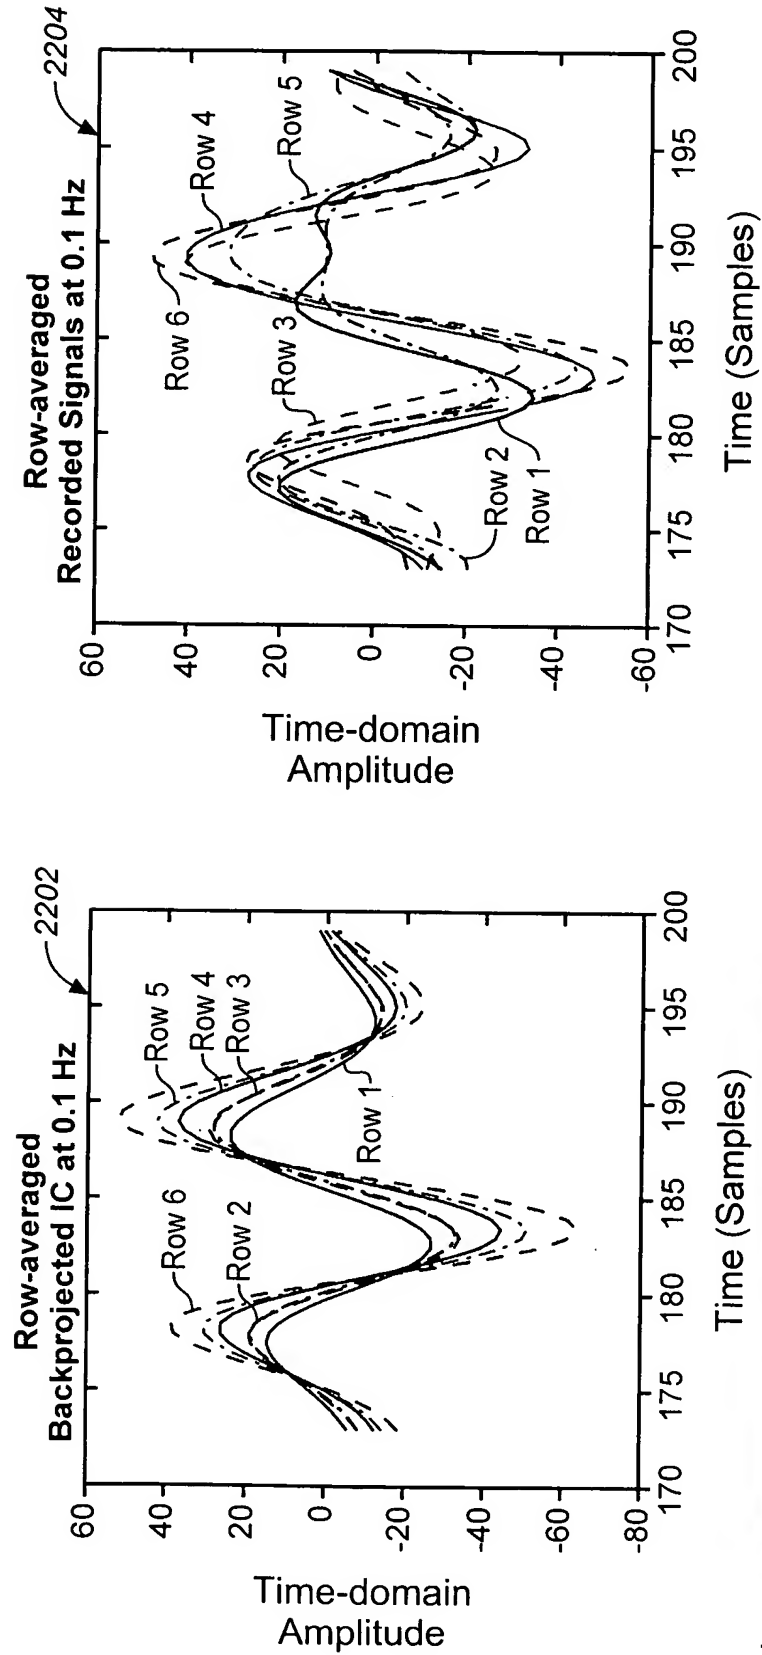 Row-averaged
Backprojected IC at 0.1 Hz
2202
60
40
20
0
-20
-40
-60
-80
Time-domain
Amplitude
170
175
180
185
190
195
200
Time (Samples)
Row 6
Row 2
Row 5
Row 4
Row 3
Row 1
Row-averaged
Recorded Signals at 0.1 Hz
2204
60
40
20
0
-20
-40
-60
Time-domain
Amplitude
170
175
180
185
190
195
200
Time (Samples)
Row 6
Row 3
Row 4
Row 5
Row 2
Row 1